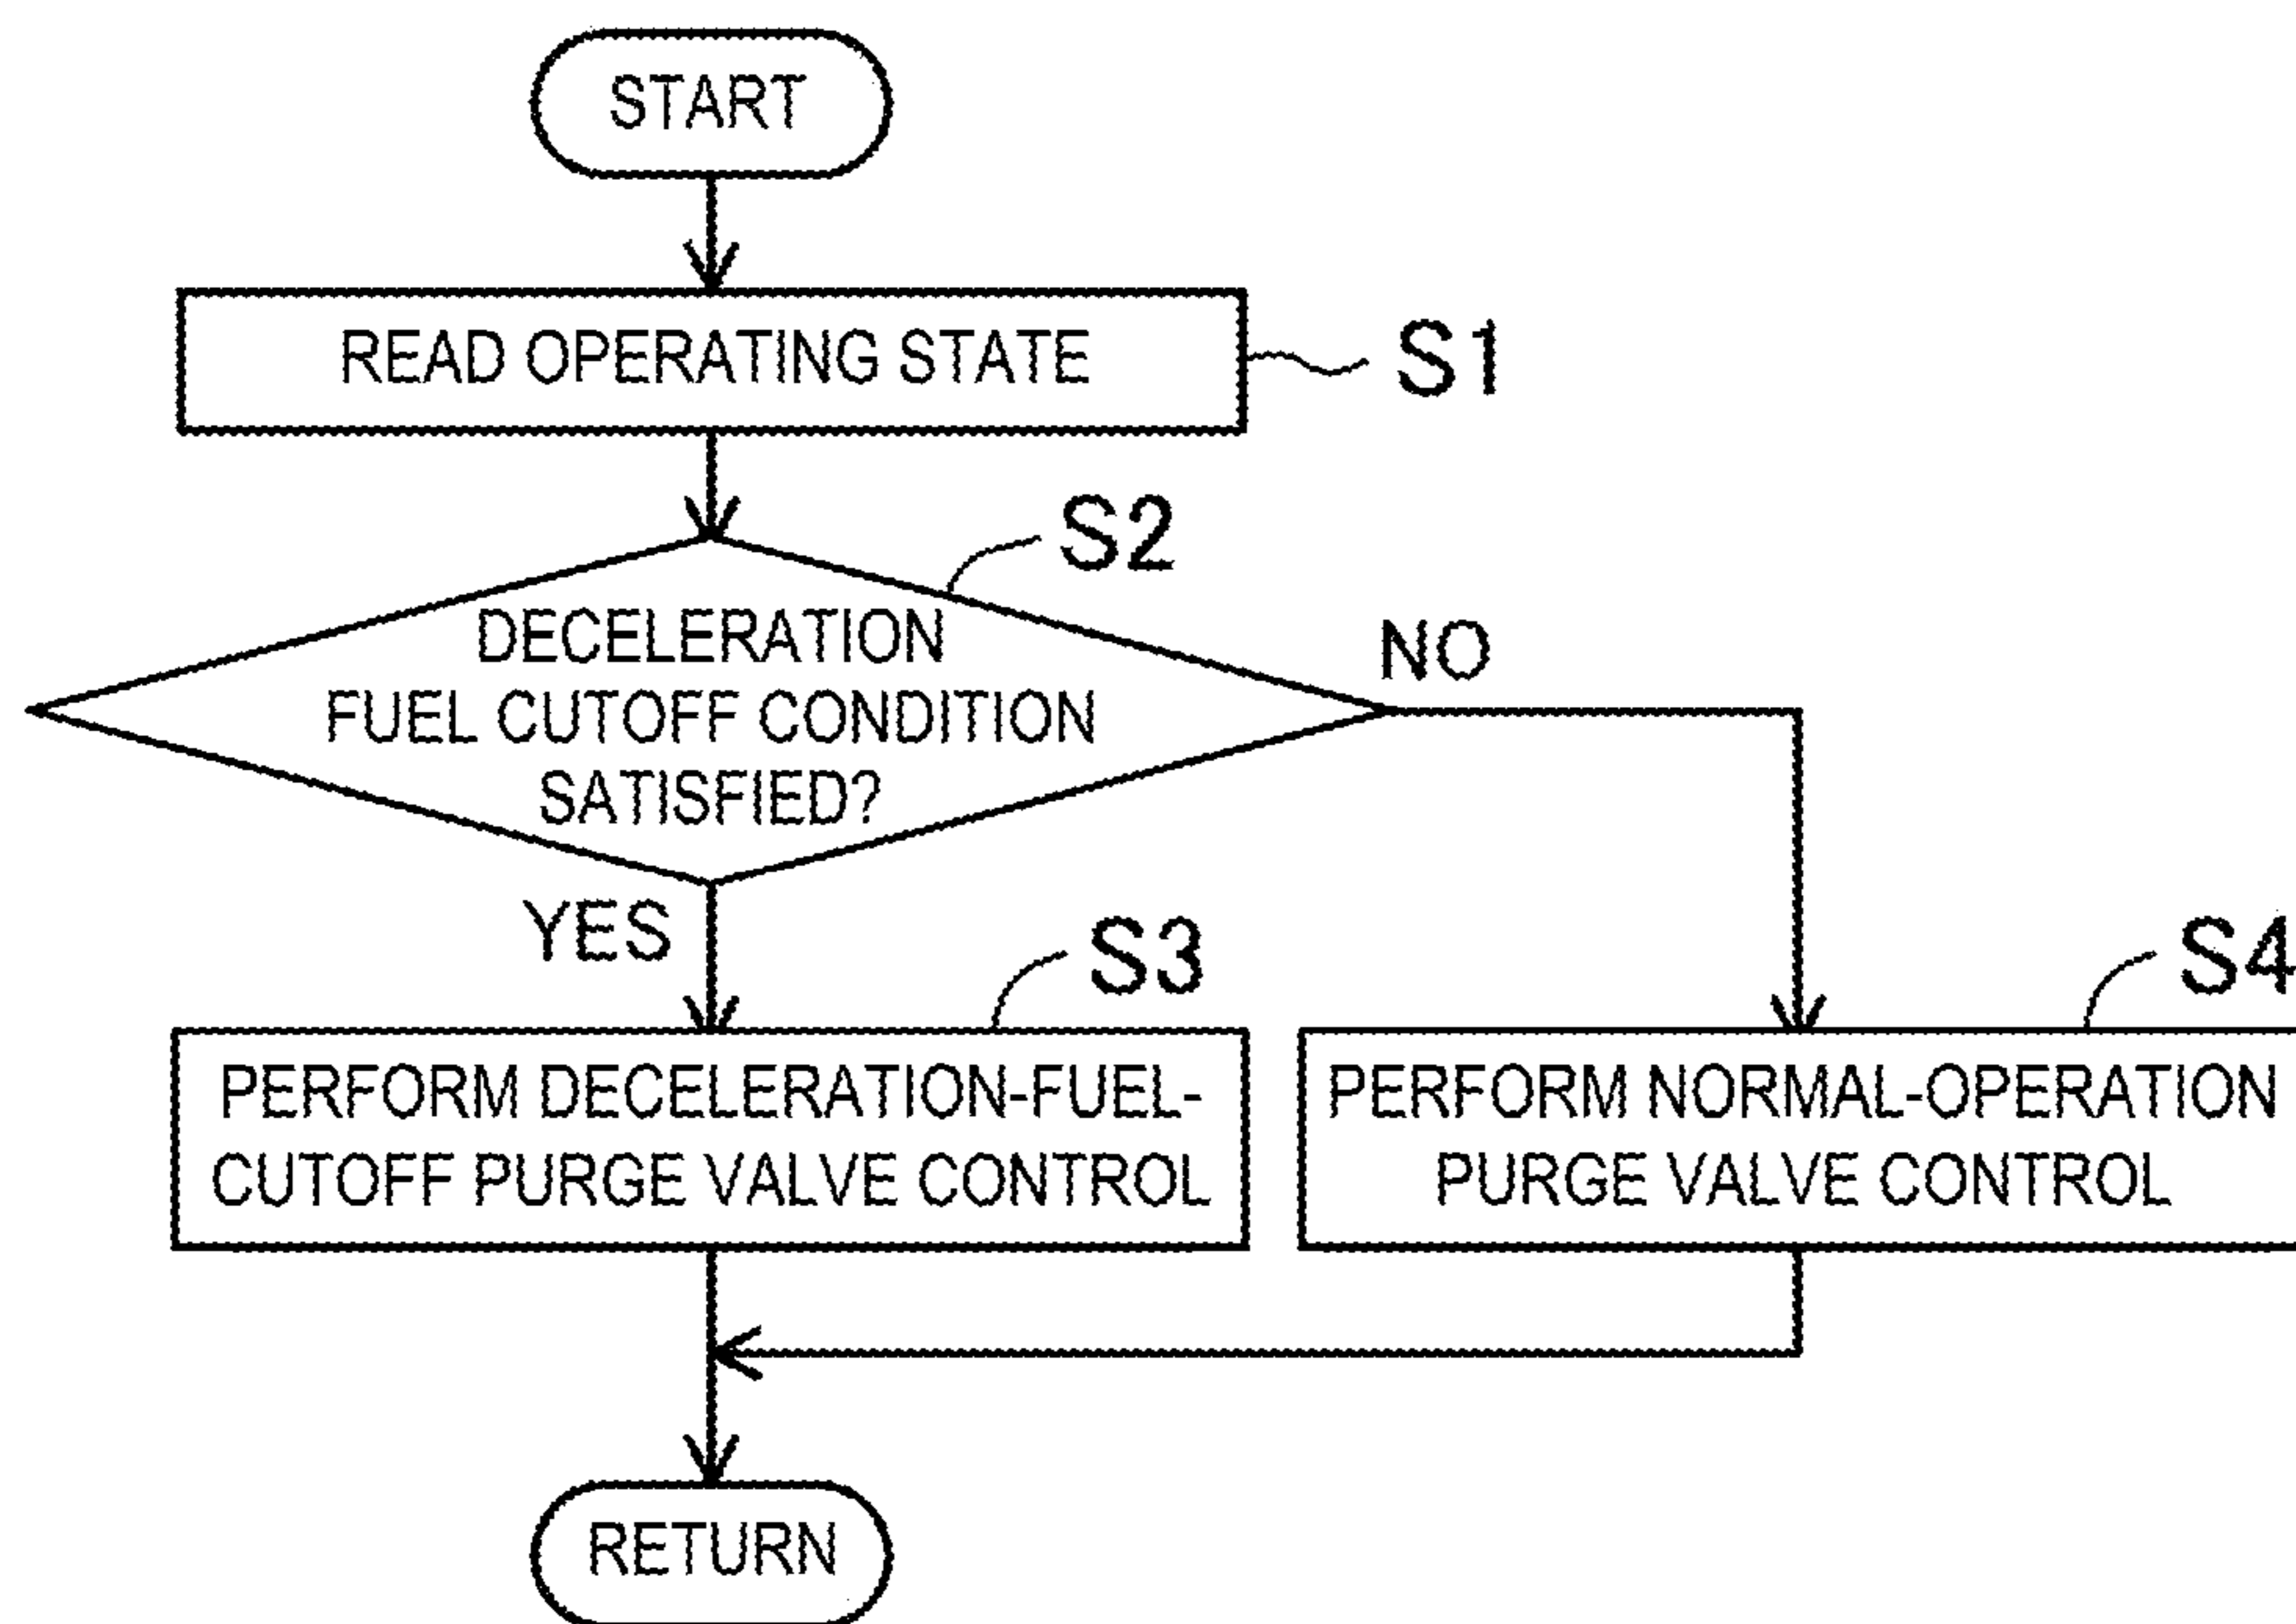 START
READ OPERATING STATE
S1
S2
DECELERATION
FUEL CUTOFF CONDITION
SATISFIED?
NO
YES
S3
S4
PERFORM DECELERATION-FUEL-
CUTOFF PURGE VALVE CONTROL
PERFORM NORMAL-OPERATION
PURGE VALVE CONTROL
RETURN